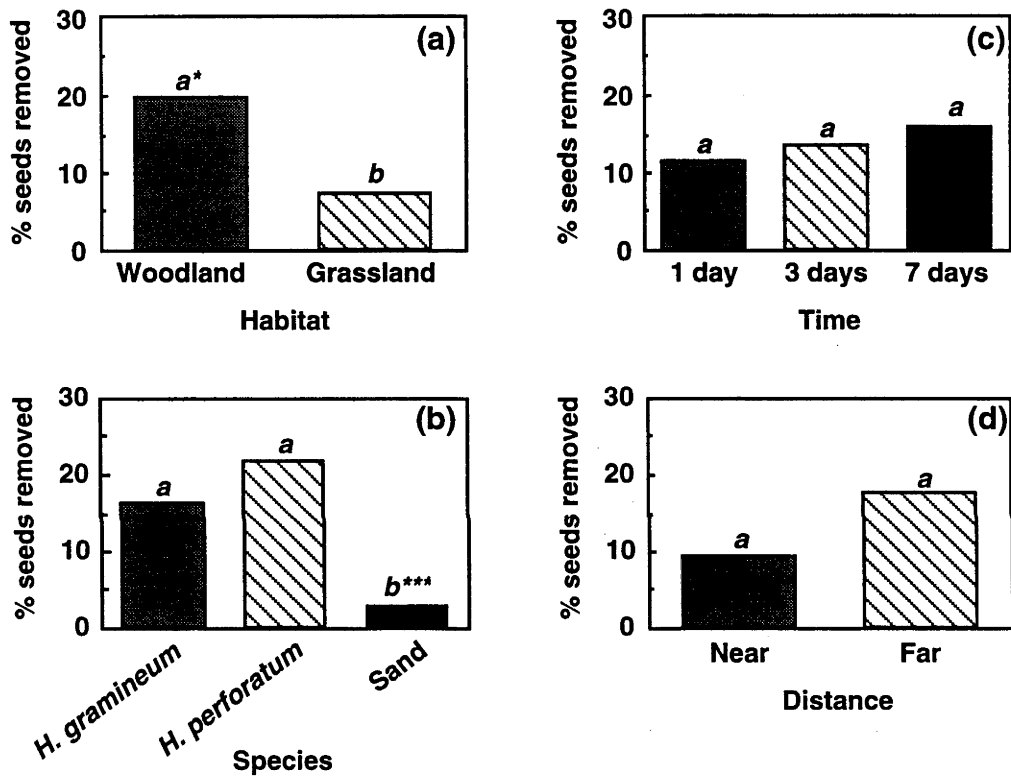 (a)
% seeds removed
30
20
10
0
a*
b
Woodland Grassland
Habitat
(c)
% seeds removed
30
20
10
0
a
a
a
1 day 3 days 7 days
Time
(b)
% seeds removed
30
20
10
0
a
a
b***
H. gramineum
H. perforatum
Sand
Species
(d)
% seeds removed
30
20
10
0
a
a
Near Far
Distance